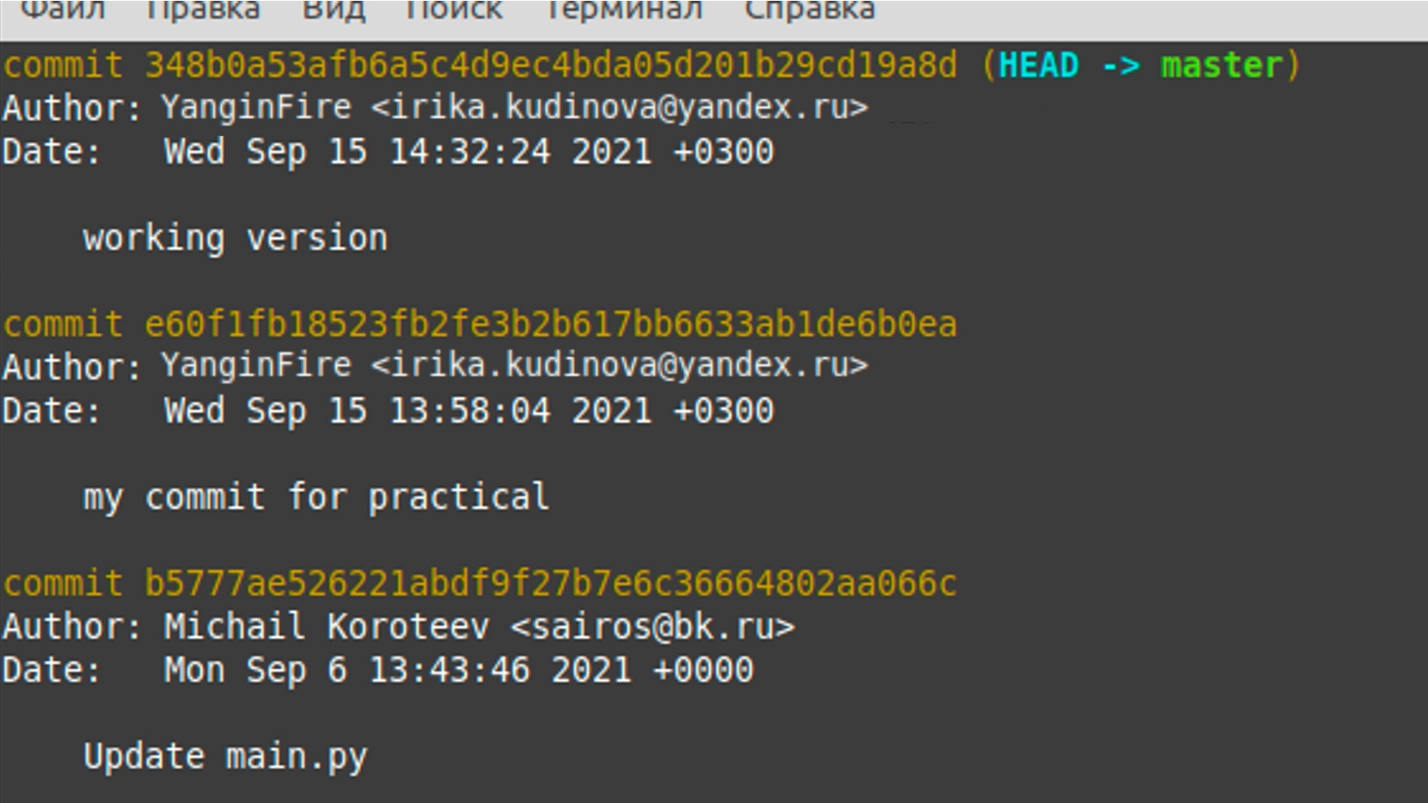 Файл Правка Вид Поиск Терминал Справка
commit 348b0a53afb6a5c4d9ec4bda05d201b29cd19a8d (HEAD -> master)
Author: YanginFire <irika.kudinova@yandex.ru>
Date:   Wed Sep 15 14:32:24 2021 +0300
working version
commit e60f1fb18523fb2fe3b2b617bb6633ab1de6b0ea
Author: YanginFire <irika.kudinova@yandex.ru>
Date:   Wed Sep 15 13:58:04 2021 +0300
my commit for practical
commit b5777ae526221abdf9f27b7e6c36664802aa066c
Author: Michail Koroteev <sairos@bk.ru>
Date:   Mon Sep 6 13:43:46 2021 +0000
Update main.py